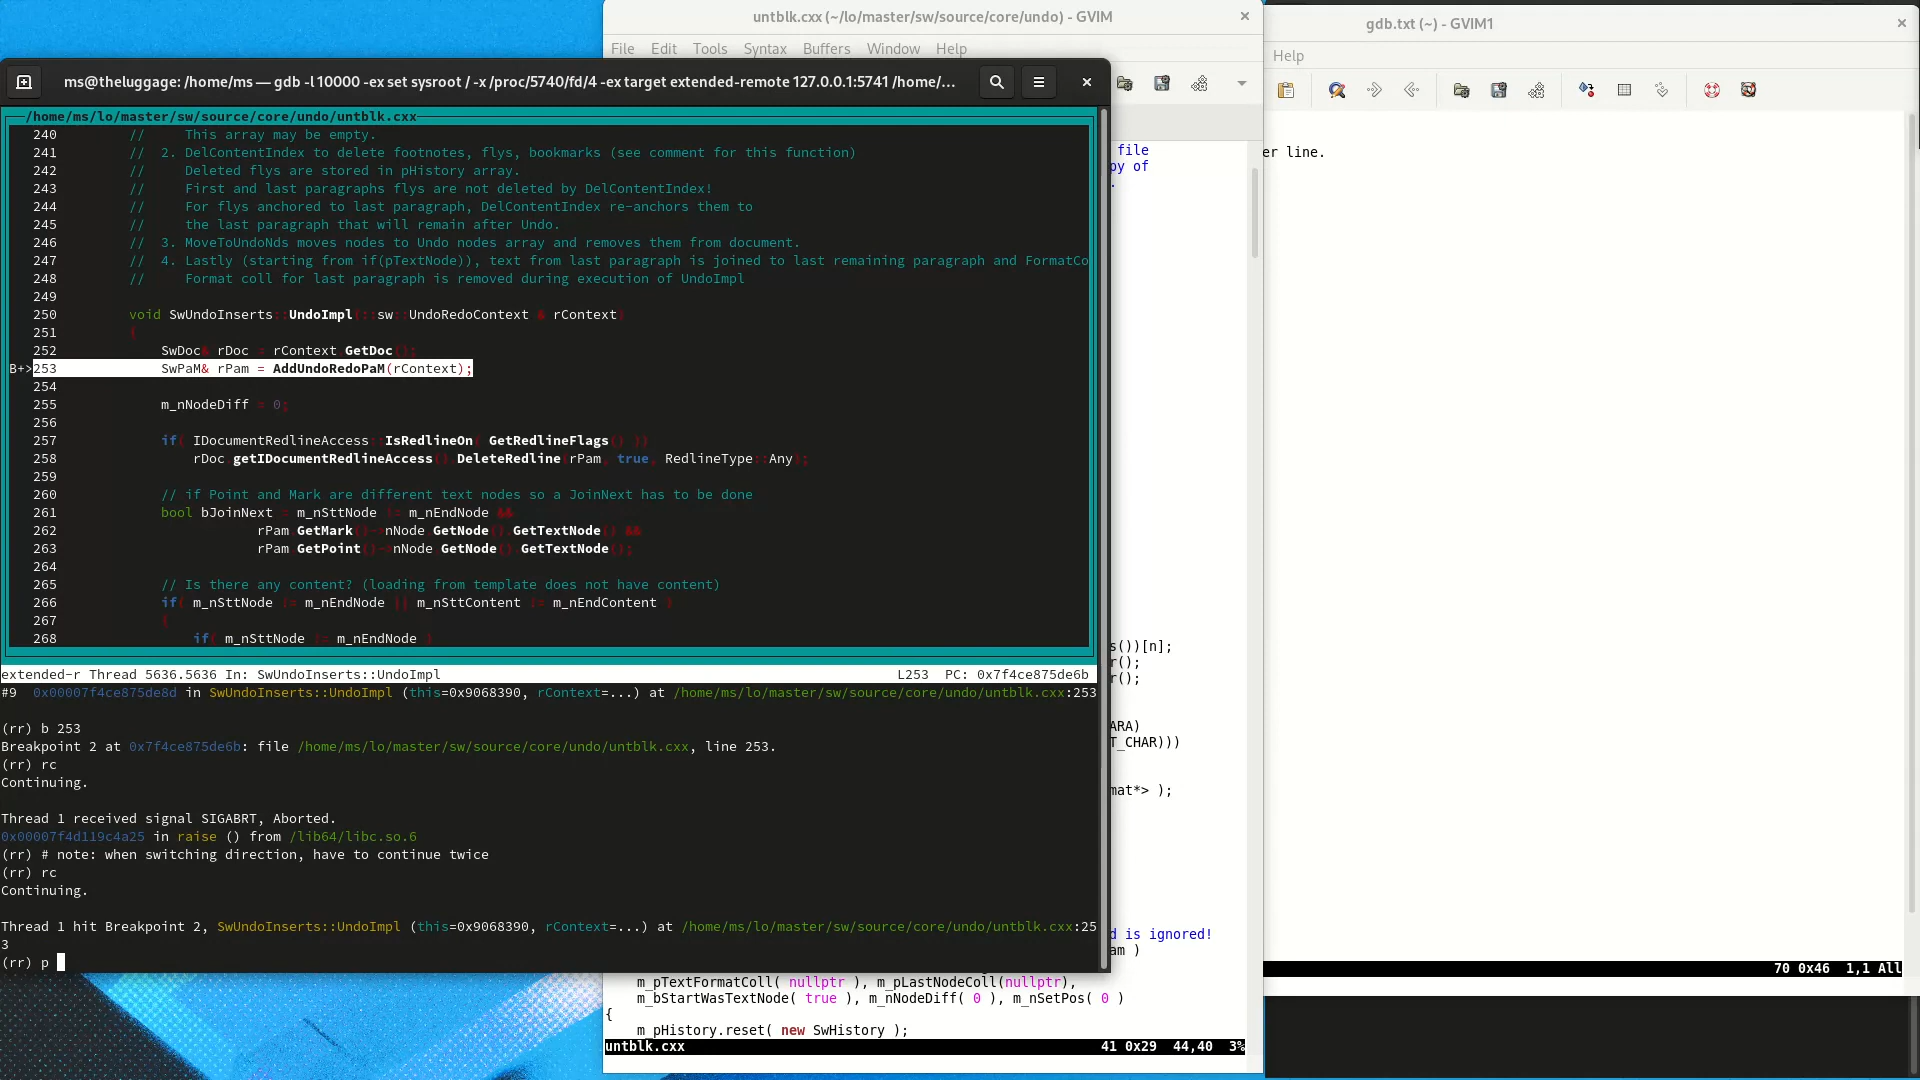 untblk.cxx (~/lo/master/sw/source/core/undo) - GVIM
File Edit Tools Syntax Buffers Window Help
gdb.txt (~) - GVIM1
Help
ms@theluggage: /home/ms — gdb -l 10000 -ex set sysroot / -x /proc/5740/fd/4 -ex target extended-remote 127.0.0.1:5741 /home/…
/home/ms/lo/master/sw/source/core/undo/untblk.cxx
240 // This array may be empty.
241 // 2. DelContentIndex to delete footnotes, flys, bookmarks (see comment for this function)
242 // Deleted flys are stored in pHistory array.
243 // First and last paragraphs flys are not deleted by DelContentIndex!
244 // For flys anchored to last paragraph, DelContentIndex re-anchors them to
245 // the last paragraph that will remain after Undo.
246 // 3. MoveToUndoNds moves nodes to Undo nodes array and removes them from document.
247 // 4. Lastly (starting from if(pTextNode)), text from last paragraph is joined to last remaining paragraph and FormatCo
248 // Format coll for last paragraph is removed during execution of UndoImpl
249
250 void SwUndoInserts::UndoImpl(::sw::UndoRedoContext & rContext)
251 {
252 SwDoc& rDoc = rContext.GetDoc();
B+>253 SwPaM& rPam = AddUndoRedoPaM(rContext);
254
255 m_nNodeDiff = 0;
256
257 if( IDocumentRedlineAccess::IsRedlineOn( GetRedlineFlags() ))
258 rDoc.getIDocumentRedlineAccess().DeleteRedline(rPam, true, RedlineType::Any);
259
260 // if Point and Mark are different text nodes so a JoinNext has to be done
261 bool bJoinNext = m_nSttNode != m_nEndNode &&
262 rPam.GetMark()->nNode.GetNode().GetTextNode() &&
263 rPam.GetPoint()->nNode.GetNode().GetTextNode();
264
265 // Is there any content? (loading from template does not have content)
266 if( m_nSttNode != m_nEndNode || m_nSttContent != m_nEndContent )
267 {
268 if( m_nSttNode != m_nEndNode )
extended-r Thread 5636.5636 In: SwUndoInserts::UndoImpl L253 PC: 0x7f4ce875de6b
#9 0x00007f4ce875de8d in SwUndoInserts::UndoImpl (this=0x9068390, rContext=...) at /home/ms/lo/master/sw/source/core/undo/untblk.cxx:253
(rr) b 253
Breakpoint 2 at 0x7f4ce875de6b: file /home/ms/lo/master/sw/source/core/undo/untblk.cxx, line 253.
(rr) rc
Continuing.
Thread 1 received signal SIGABRT, Aborted.
0x00007f4d119c4a25 in raise () from /lib64/libc.so.6
(rr) # note: when switching direction, have to continue twice
(rr) rc
Continuing.
Thread 1 hit Breakpoint 2, SwUndoInserts::UndoImpl (this=0x9068390, rContext=...) at /home/ms/lo/master/sw/source/core/undo/untblk.cxx:25
3
(rr) p
file
py of
.
s())[n];
r();
r();
ARA)
T_CHAR)))
mat*> );
d is ignored!
am )
m_pTextFormatColl( nullptr ), m_pLastNodeColl(nullptr),
m_bStartWasTextNode( true ), m_nNodeDiff( 0 ), m_nSetPos( 0 )
{
m_pHistory.reset( new SwHistory );
untblk.cxx 41 0x29 44,40 3%
er line.
70 0x46 1,1 All